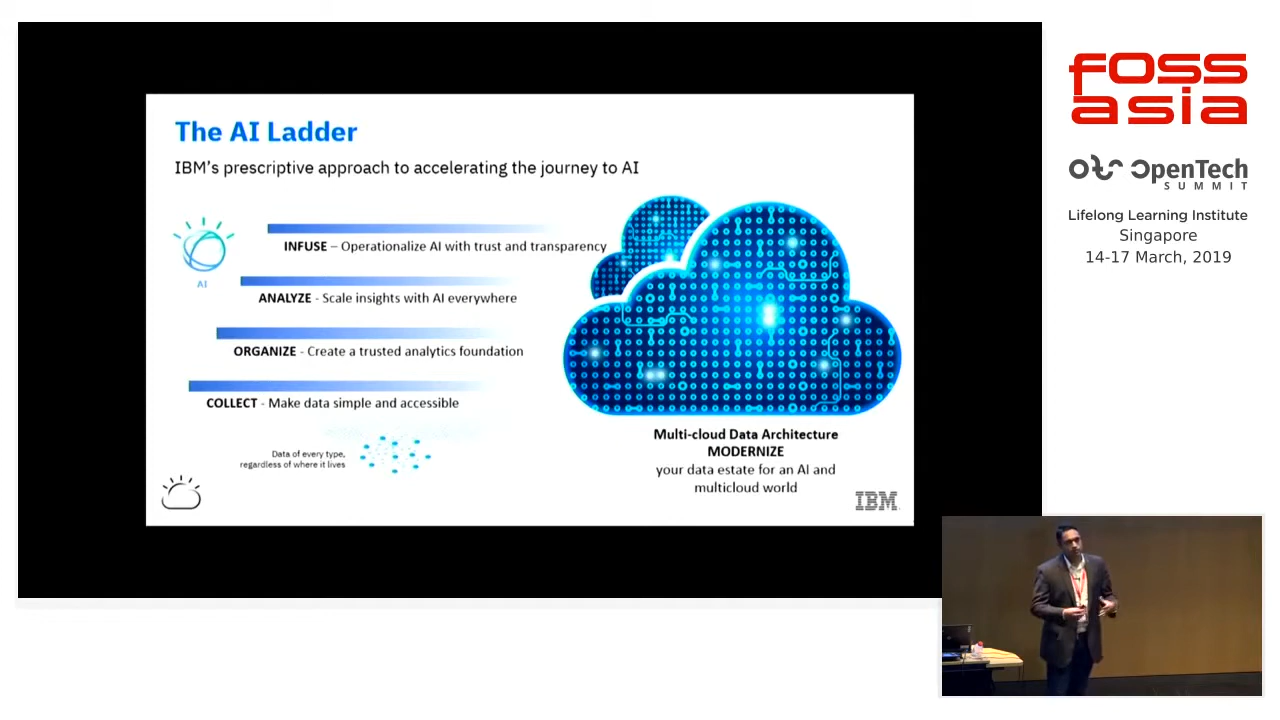 The AI Ladder
IBM's prescriptive approach to accelerating the journey to AI
AI
INFUSE – Operationalize AI with trust and transparency
ANALYZE - Scale insights with AI everywhere
ORGANIZE - Create a trusted analytics foundation
COLLECT - Make data simple and accessible
Data of every type,
regardless of where it lives
Multi-cloud Data Architecture
MODERNIZE
your data estate for an AI and
multicloud world
IBM
FOSS
asia
OpenTech
SUMMIT
Lifelong Learning Institute
Singapore
14-17 March, 2019